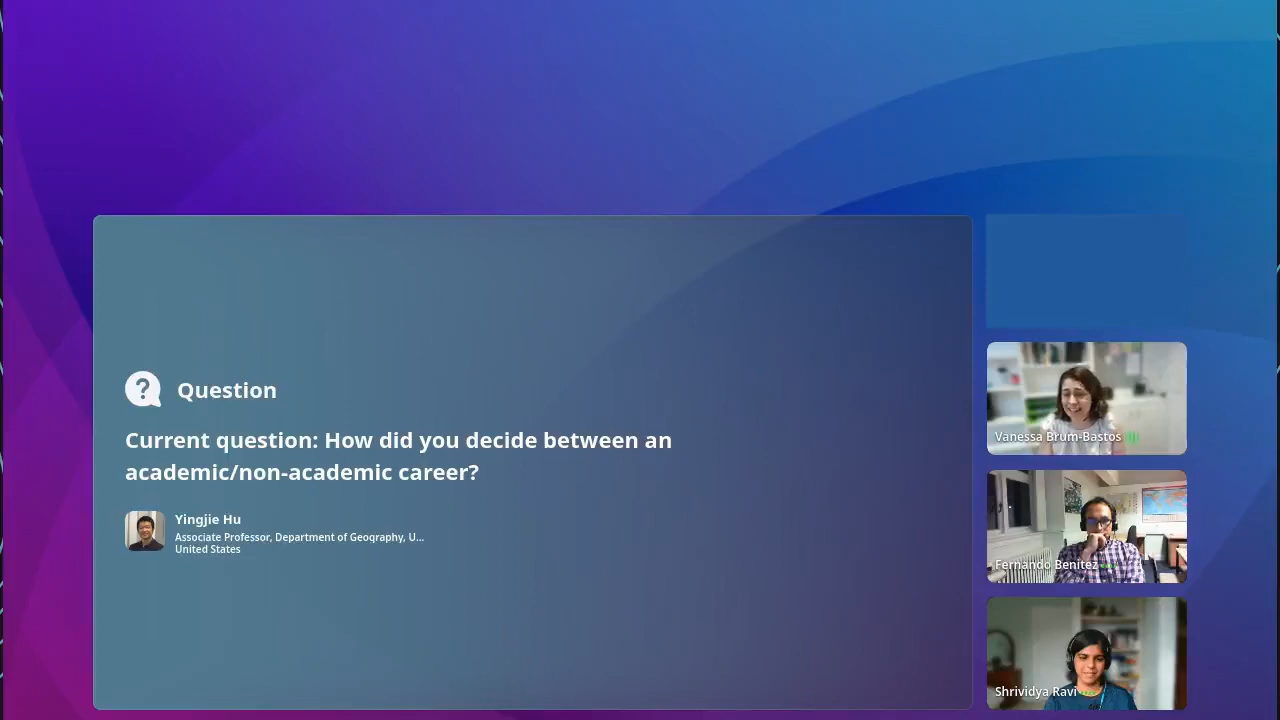 Question
Current question: How did you decide between an
academic/non-academic career?
Yingjie Hu
Associate Professor, Department of Geography, U...
United States
Vanessa Brum-Bastos
Fernando Benitez
Shrividya Ravi